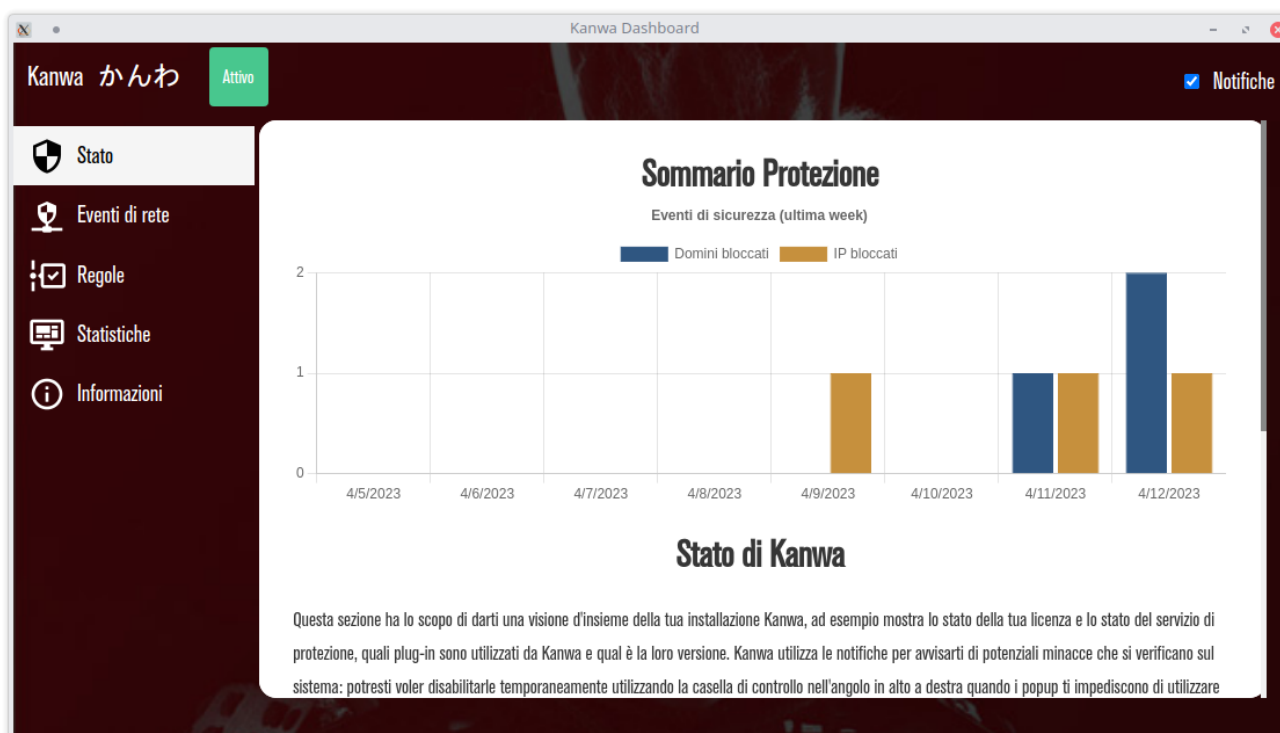 Kanwa Dashboard
Kanwa かんわ
Attivo
Notifiche
Stato
Eventi di rete
Regole
Statistiche
Informazioni
Sommario Protezione
Eventi di sicurezza (ultima week)
Domini bloccati IP bloccati
2
1
0
4/5/2023 4/6/2023 4/7/2023 4/8/2023 4/9/2023 4/10/2023 4/11/2023 4/12/2023
Stato di Kanwa
Questa sezione ha lo scopo di darti una visione d'insieme della tua installazione Kanwa, ad esempio mostra lo stato della tua licenza e lo stato del servizio di
protezione, quali plug-in sono utilizzati da Kanwa e qual è la loro versione. Kanwa utilizza le notifiche per avvisarti di potenziali minacce che si verificano sul
sistema: potresti voler disabilitarle temporaneamente utilizzando la casella di controllo nell'angolo in alto a destra quando i popup ti impediscono di utilizzare